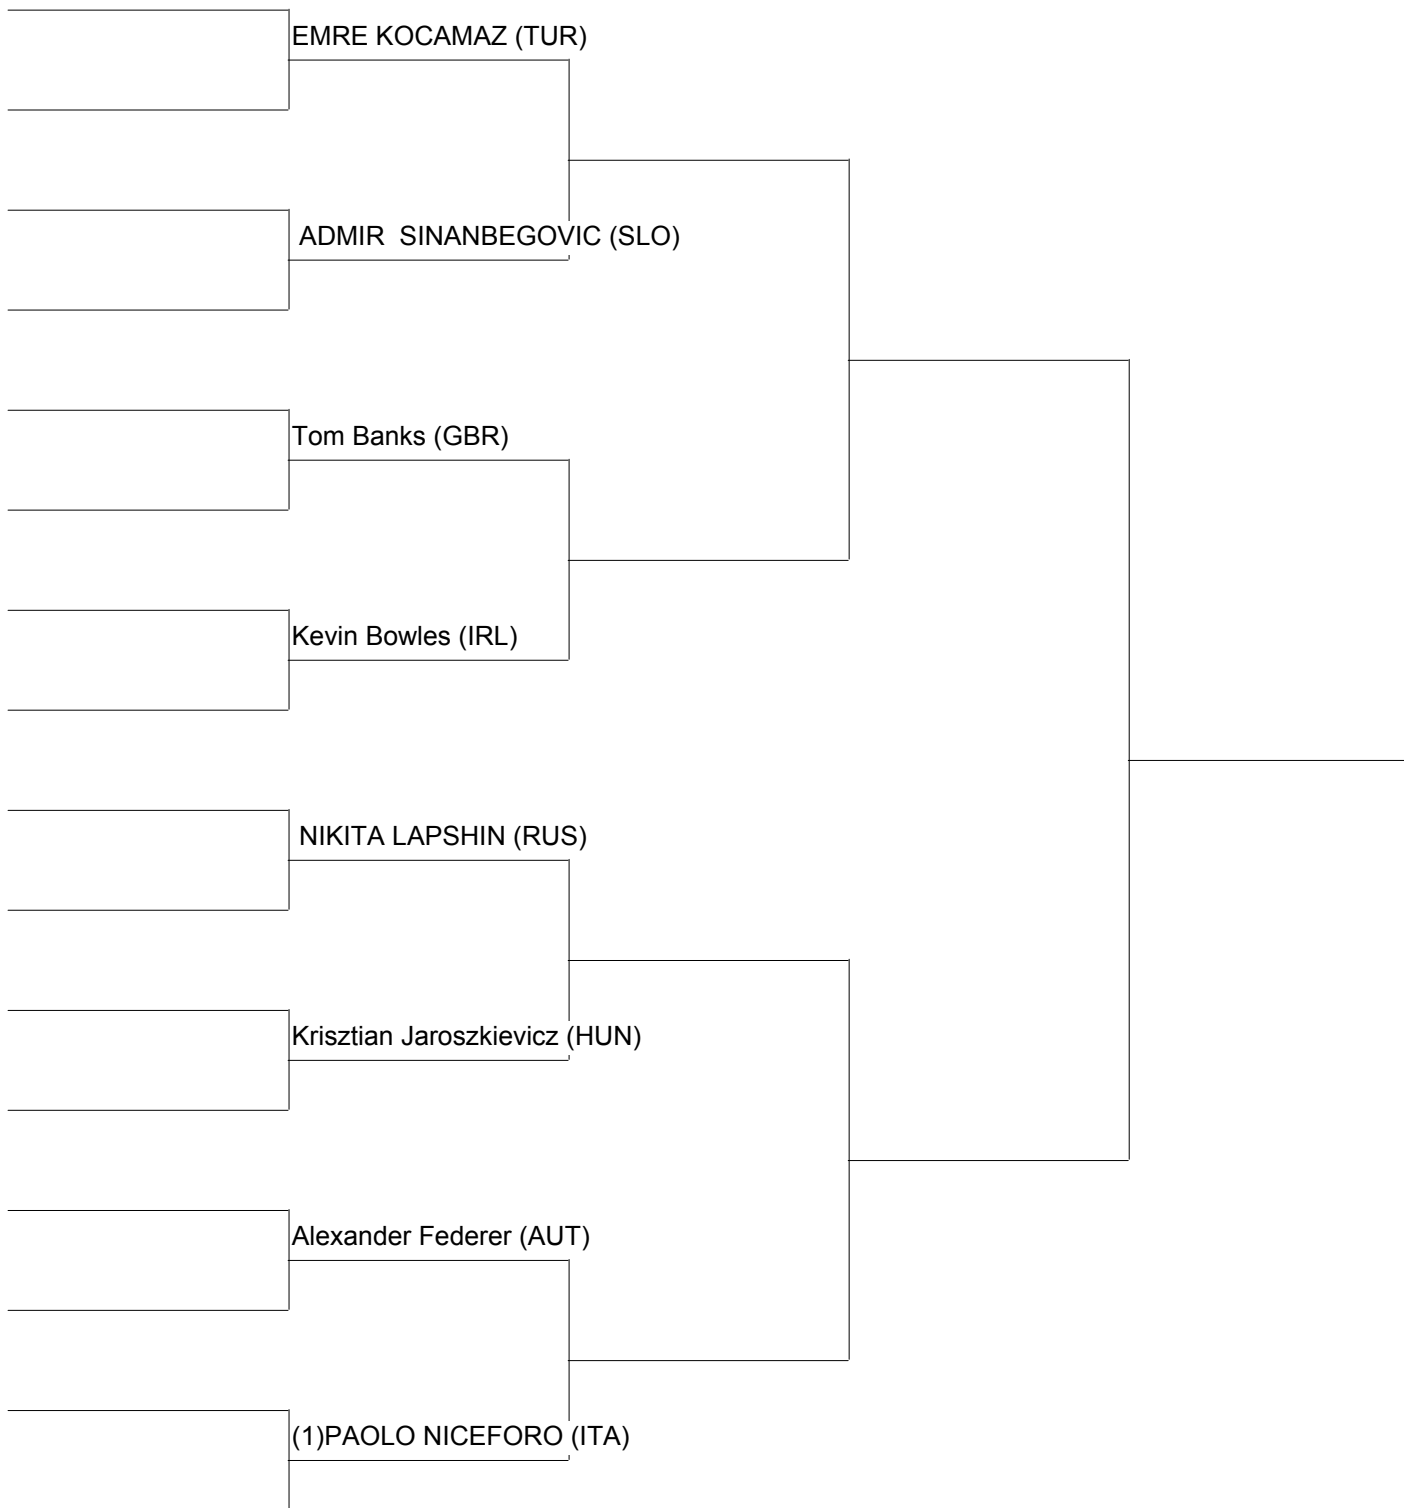 EMRE KOCAMAZ (TUR)
ADMIR  SINANBEGOVIC (SLO)
Tom Banks (GBR)
Kevin Bowles (IRL)
NIKITA LAPSHIN (RUS)
Krisztian Jaroszkievicz (HUN)
Alexander Federer (AUT)
(1)PAOLO NICEFORO (ITA)